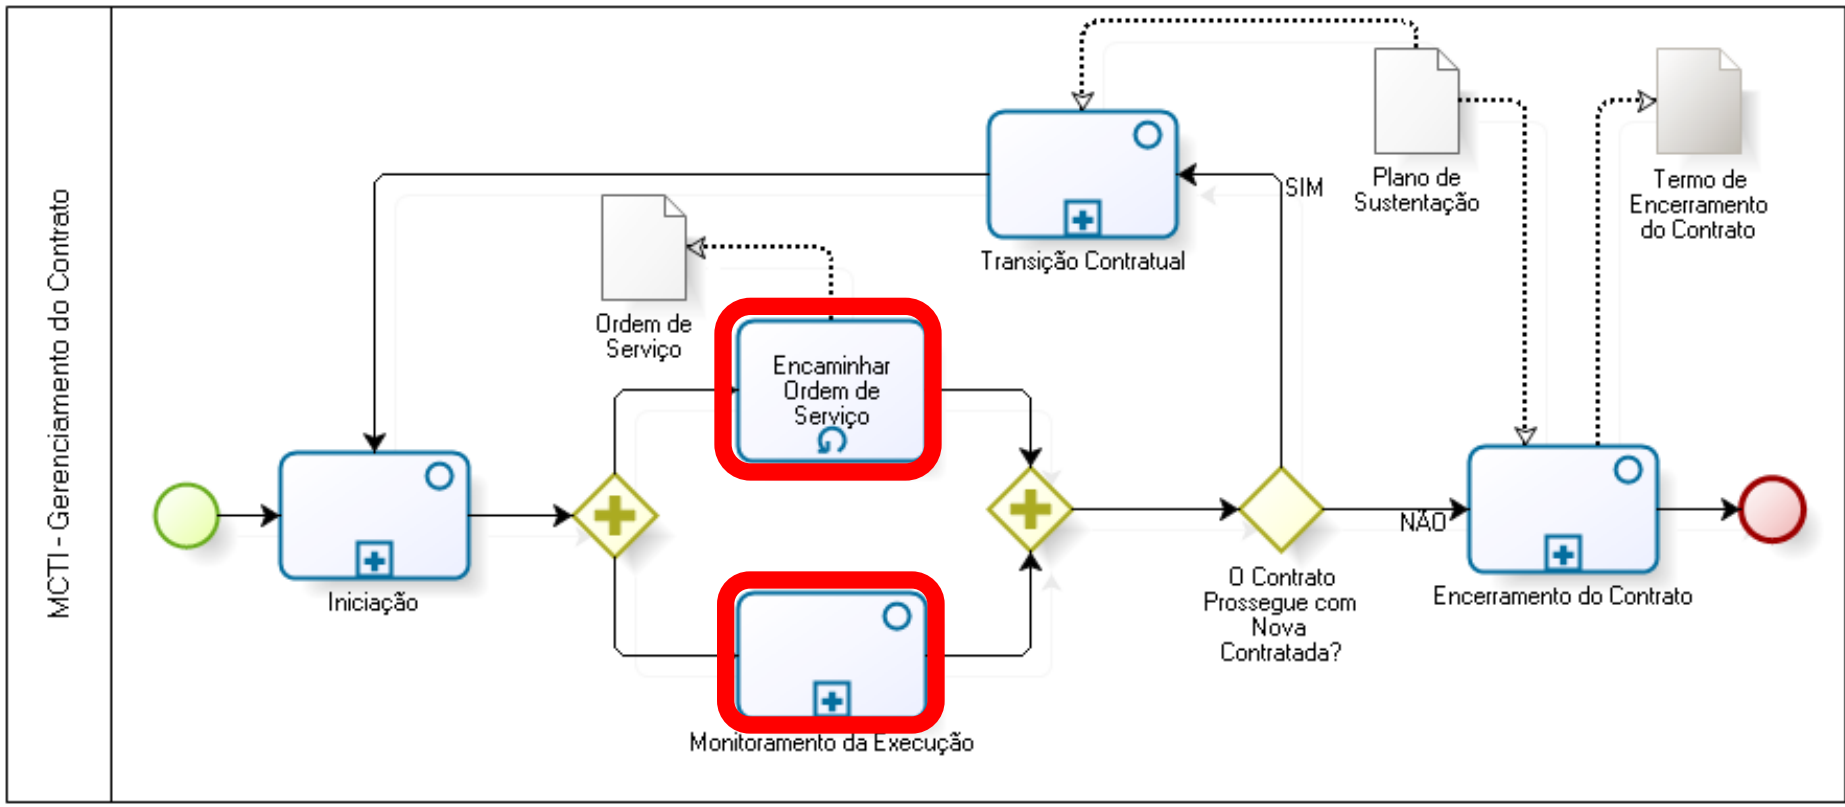 MCTI - Gerenciamento do Contrato
Plano de
Sustentação
Termo de
Encerramento
do Contrato
SIM
Transição Contratual
Ordem de
Serviço
Encaminhar
Ordem de
Serviço
NÃO
Iniciação
O Contrato
Prossegue com
Nova
Contratada?
Encerramento do Contrato
Monitoramento da Execução